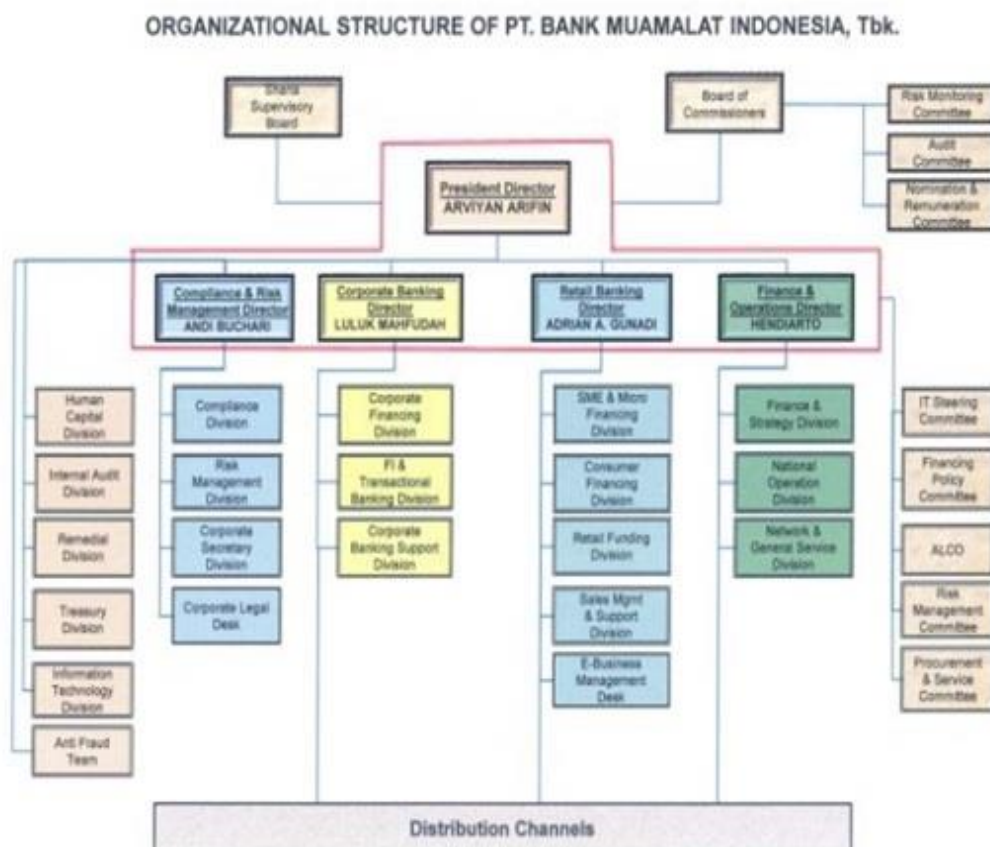 ORGANIZATIONAL STRUCTURE OF PT. BANK MUAMALAT INDONESIA, Tbk.
Sharia
Supervisory
Board
Board of
Commissioners
Risk Monitoring
Committee
Audit
Committee
Nomination &
Remuneration
Committee
President Director
ARVIYAN ARIFIN
Compliance & Risk
Management Director
ANDI BUCHARI
Corporate Banking
Director
LULUK MAHFUDAH
Retail Banking
Director
ADRIAN A. GUNADI
Finance &
Operations Director
HENDIARTO
Human
Capital
Division
Internal Audit
Division
Remedial
Division
Treasury
Division
Information
Technology
Division
Anti Fraud
Team
Compliance
Division
Risk
Management
Division
Corporate
Secretary
Division
Corporate Legal
Desk
Corporate
Financing
Division
FI &
Transactional
Banking Division
Corporate
Banking Support
Division
SME & Micro
Financing
Division
Consumer
Financing
Division
Retail Funding
Division
Sales Mgmt
& Support
Division
E-Business
Management
Desk
Finance &
Strategy Division
National
Operation
Division
Network &
General Service
Division
IT Steering
Committee
Financing
Policy
Committee
ALCO
Risk
Management
Committee
Procurement
& Service
Committee
Distribution Channels